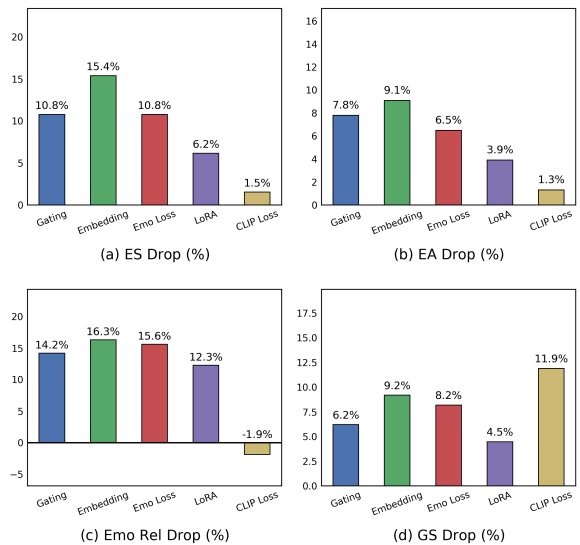 20
15
10
5
0
10.8%
15.4%
10.8%
6.2%
1.5%
Gating
Embedding
Emo Loss
LoRA
CLIP Loss
(a) ES Drop (%)
16
14
12
10
8
6
4
2
0
7.8%
9.1%
6.5%
3.9%
1.3%
Gating
Embedding
Emo Loss
LoRA
CLIP Loss
(b) EA Drop (%)
20
15
10
5
0
−5
14.2%
16.3%
15.6%
12.3%
-1.9%
Gating
Embedding
Emo Loss
LoRA
CLIP Loss
(c) Emo Rel Drop (%)
17.5
15.0
12.5
10.0
7.5
5.0
2.5
0.0
6.2%
9.2%
8.2%
4.5%
11.9%
Gating
Embedding
Emo Loss
LoRA
CLIP Loss
(d) GS Drop (%)